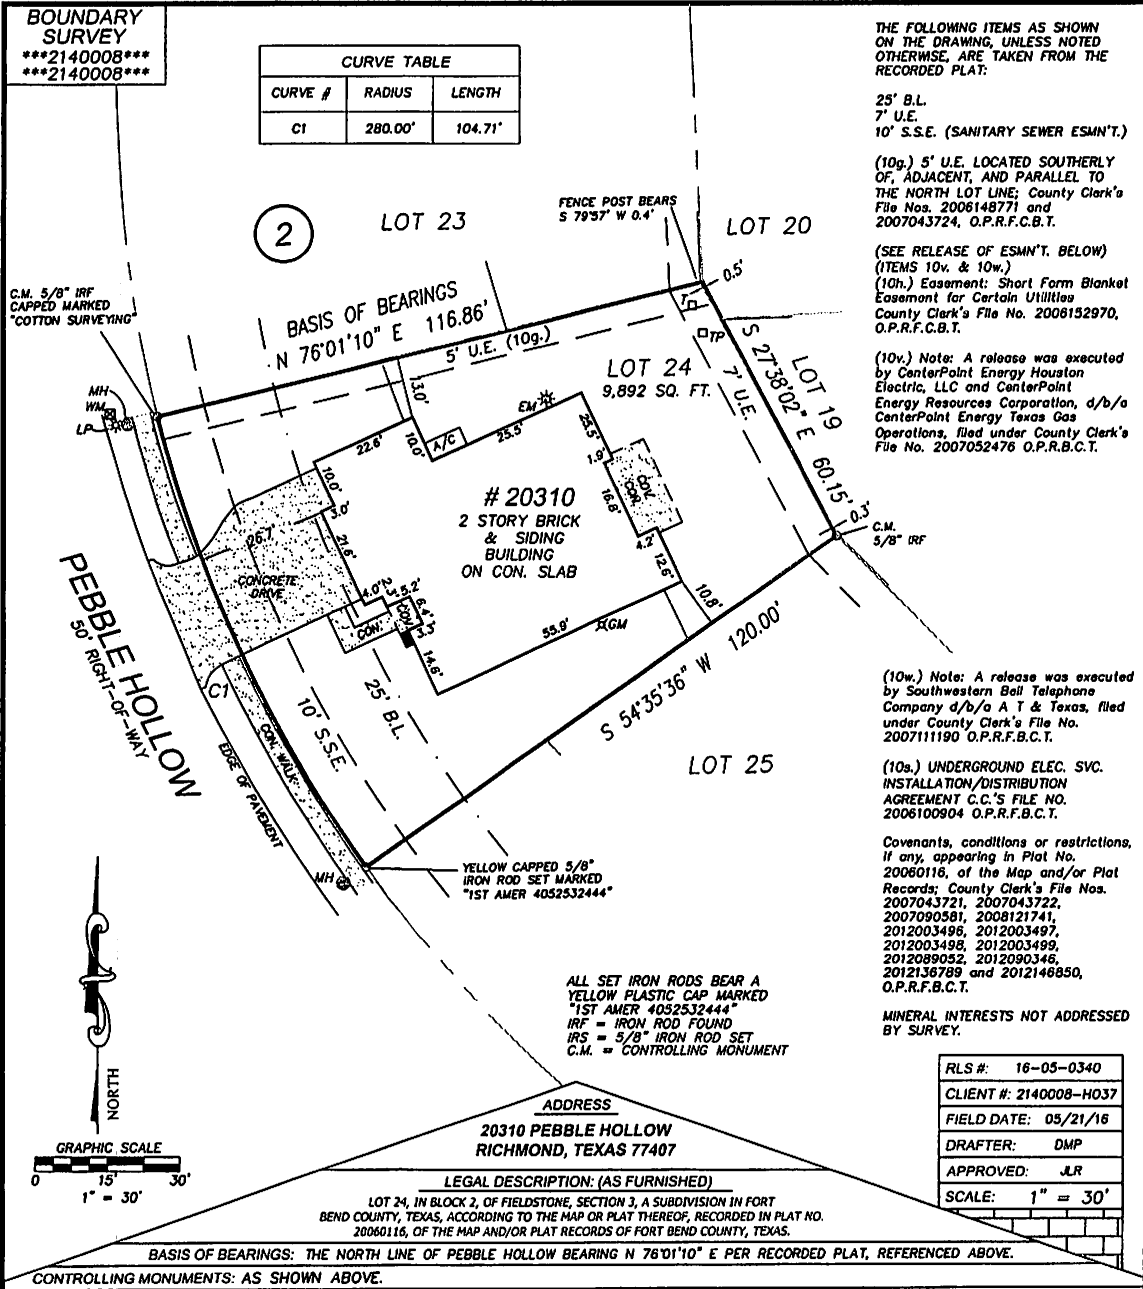 BOUNDARY
SURVEY
***2140008***
***2140008***
CURVE TABLE
CURVE # RADIUS LENGTH
C1 280.00' 104.71'
THE FOLLOWING ITEMS AS SHOWN
ON THE DRAWING, UNLESS NOTED
OTHERWISE, ARE TAKEN FROM THE
RECORDED PLAT:
25' B.L.
7' U.E.
10' S.S.E. (SANITARY SEWER ESMN'T.)
(10g.) 5' U.E. LOCATED SOUTHERLY
OF, ADJACENT, AND PARALLEL TO
THE NORTH LOT LINE; County Clerk's
File Nos. 2006148771 and
2007043724, O.P.R.F.C.B.T.
(SEE RELEASE OF ESMN'T. BELOW)
(ITEMS 10v. & 10w.)
(10h.) Easement: Short Form Blanket
Easement for Certain Utilities
County Clerk's File No. 2006152970,
O.P.R.F.C.B.T.
(10v.) Note: A release was executed
by CenterPoint Energy Houston
Electric, LLC and CenterPoint
Energy Resources Corporation, d/b/a
CenterPoint Energy Texas Gas
Operations, filed under County Clerk's
File No. 2007052476 O.P.R.B.C.T.
(10w.) Note: A release was executed
by Southwestern Bell Telephone
Company d/b/a A T & Texas, filed
under County Clerk's File No.
2007111190 O.P.R.F.B.C.T.
(10s.) UNDERGROUND ELEC. SVC.
INSTALLATION/DISTRIBUTION
AGREEMENT C.C.'S FILE NO.
2006100904 O.P.R.F.B.C.T.
Covenants, conditions or restrictions,
if any, appearing in Plat No.
20060116, of the Map and/or Plat
Records; County Clerk's File Nos.
2007043721, 2007043722,
2007090581, 2008121741,
2012003496, 2012003497,
2012003498, 2012003499,
2012089052, 2012090346,
2012136789 and 2012146850,
O.P.R.F.B.C.T.
MINERAL INTERESTS NOT ADDRESSED
BY SURVEY.
2
LOT 23
FENCE POST BEARS
S 79°57' W 0.4'
LOT 20
0.5'
C.M. 5/8" IRF
CAPPED MARKED
"COTTON SURVEYING"
BASIS OF BEARINGS
N 76°01'10" E 116.86'
5' U.E. (10g.)
T
TP
S 27°38'02" E 60.15'
LOT 19
7' U.E.
LOT 24
9,892 SQ. FT.
MH
WM
LP
13.0'
EM
25.5'
25.5'
A/C
10.0'
22.6'
10.0'
3.0'
1.9'
COV.
CON.
16.8'
4.2'
12.6'
0.3'
C.M.
5/8" IRF
# 20310
2 STORY BRICK
& SIDING
BUILDING
ON CON. SLAB
26.7'
21.6'
CONCRETE
DRIVE
4.0'
2.3'
5.2'
COV.
6.4'
3.3'
CON.
14.6'
55.9'
GM
10.8'
S 54°35'36" W 120.00'
PEBBLE HOLLOW
50' RIGHT-OF-WAY
C1
10' S.S.E.
25' B.L.
CON. WALK
EDGE OF PAVEMENT
LOT 25
MH
YELLOW CAPPED 5/8"
IRON ROD SET MARKED
"1ST AMER 4052532444"
ALL SET IRON RODS BEAR A
YELLOW PLASTIC CAP MARKED
"1ST AMER 4052532444"
IRF = IRON ROD FOUND
IRS = 5/8" IRON ROD SET
C.M. = CONTROLLING MONUMENT
NORTH
GRAPHIC SCALE
0 15' 30'
1" = 30'
RLS #: 16-05-0340
CLIENT #: 2140008-H037
FIELD DATE: 05/21/16
DRAFTER: DMP
APPROVED: JLR
SCALE: 1" = 30'
ADDRESS
20310 PEBBLE HOLLOW
RICHMOND, TEXAS 77407
LEGAL DESCRIPTION: (AS FURNISHED)
LOT 24, IN BLOCK 2, OF FIELDSTONE, SECTION 3, A SUBDIVISION IN FORT
BEND COUNTY, TEXAS, ACCORDING TO THE MAP OR PLAT THEREOF, RECORDED IN PLAT NO.
20060116, OF THE MAP AND/OR PLAT RECORDS OF FORT BEND COUNTY, TEXAS.
BASIS OF BEARINGS: THE NORTH LINE OF PEBBLE HOLLOW BEARING N 76°01'10" E PER RECORDED PLAT, REFERENCED ABOVE.
CONTROLLING MONUMENTS: AS SHOWN ABOVE.